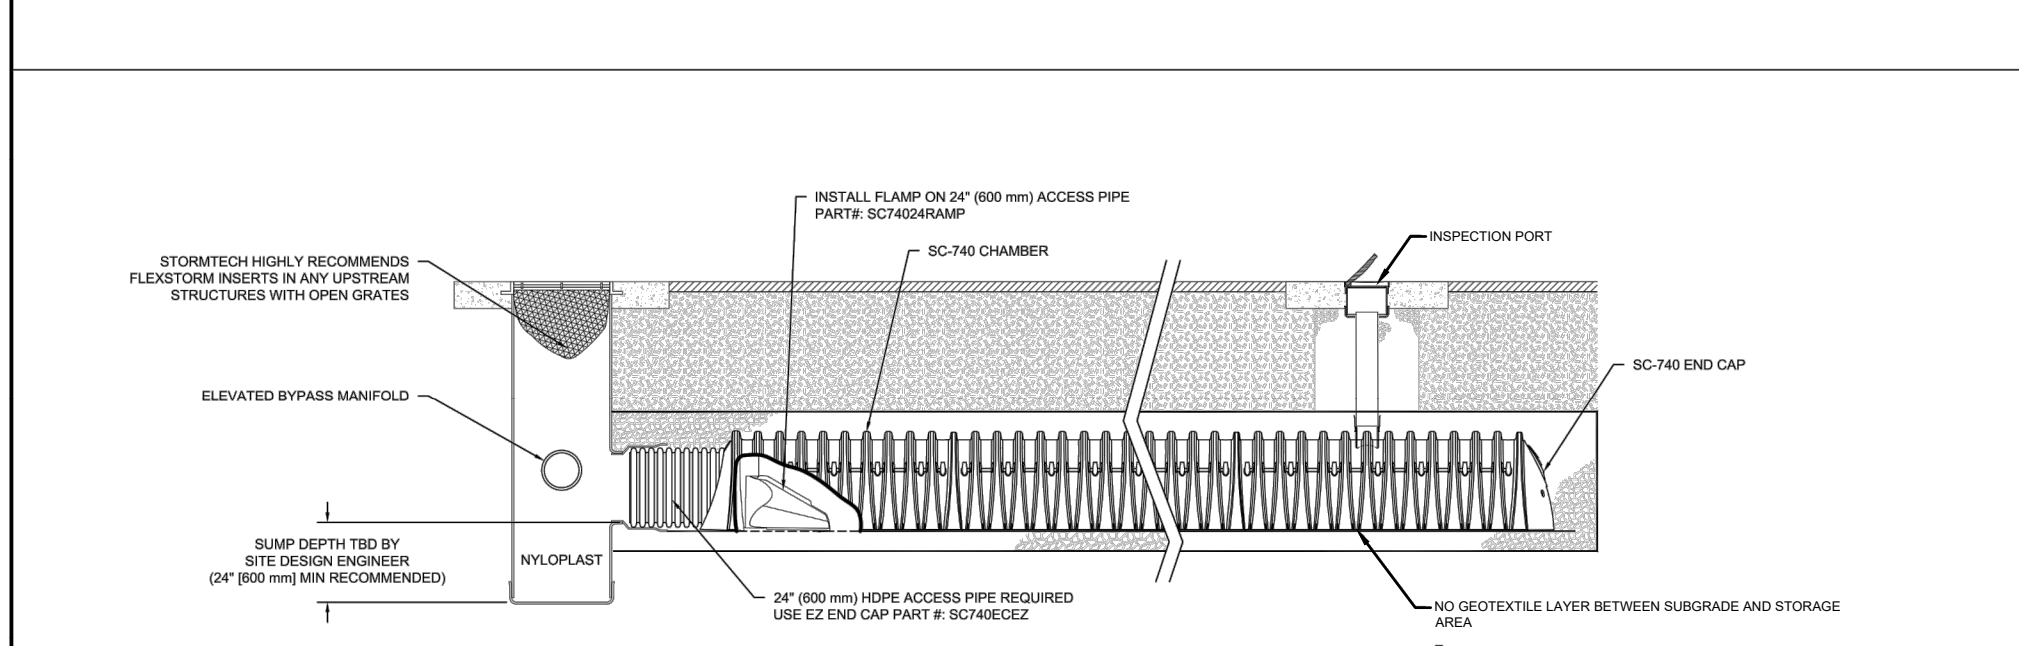 INSTALL FLAMP ON 24" (600 mm) ACCESS PIPE
PART#: SC74024RAMP
SC-740 CHAMBER
INSPECTION PORT
STORMTECH HIGHLY RECOMMENDS
FLEXSTORM INSERTS IN ANY UPSTREAM
STRUCTURES WITH OPEN GRATES
SC-740 END CAP
ELEVATED BYPASS MANIFOLD
SUMP DEPTH TBD BY
SITE DESIGN ENGINEER
(24" [600 mm] MIN RECOMMENDED)
NYLOPLAST
24" (600 mm) HDPE ACCESS PIPE REQUIRED
USE EZ END CAP PART #: SC740ECEZ
NO GEOTEXTILE LAYER BETWEEN SUBGRADE AND STORAGE
AREA